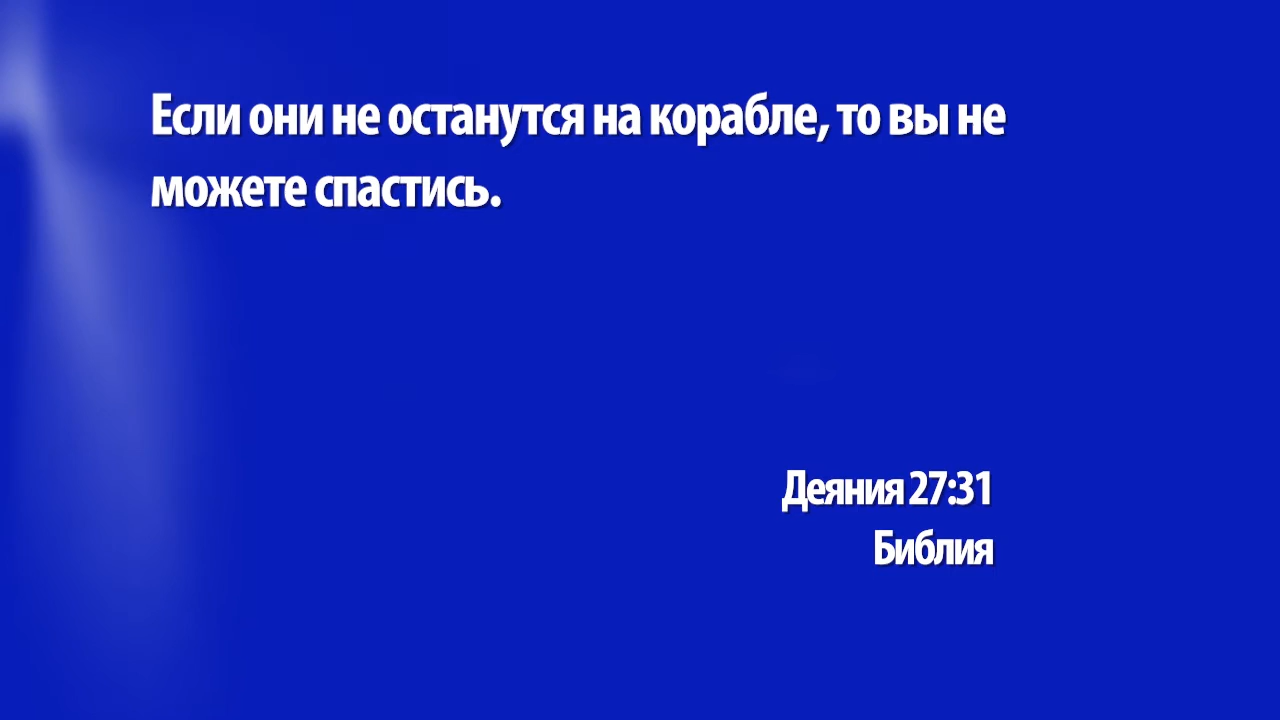 Если они не останутся на корабле, то вы не
можете спастись.
Деяния 27:31
Библия